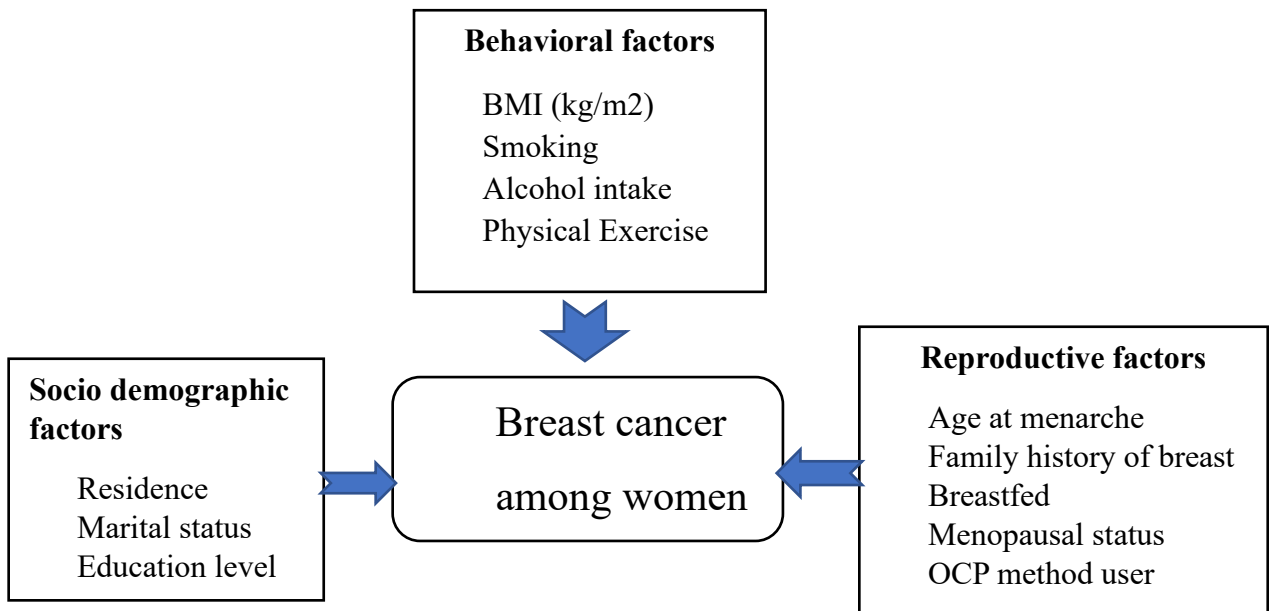 Behavioral factors
BMI (kg/m2)
Smoking
Alcohol intake
Physical Exercise
Socio demographic
factors
Residence
Marital status
Education level
Breast cancer
among women
Reproductive factors
Age at menarche
Family history of breast
Breastfed
Menopausal status
OCP method user